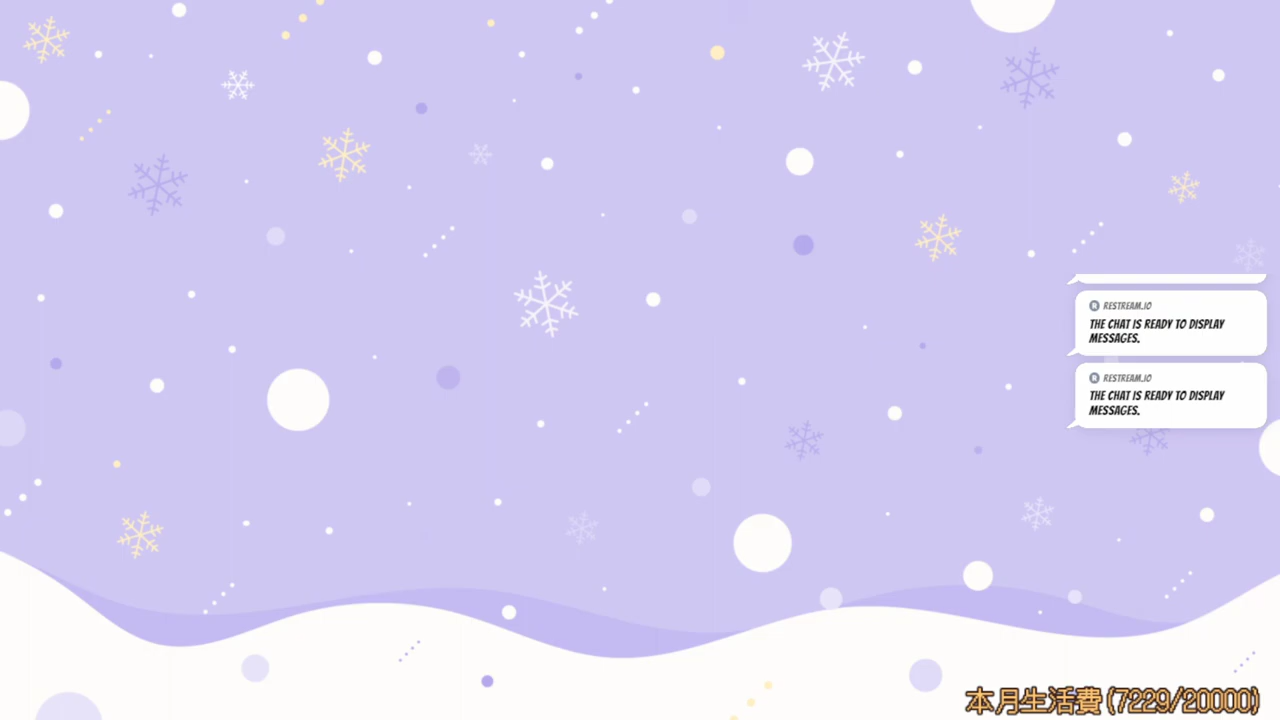 RESTREAM.IO
THE CHAT IS READY TO DISPLAY
MESSAGES.
RESTREAM.IO
THE CHAT IS READY TO DISPLAY
MESSAGES.
本月生活費 (7229/20000)